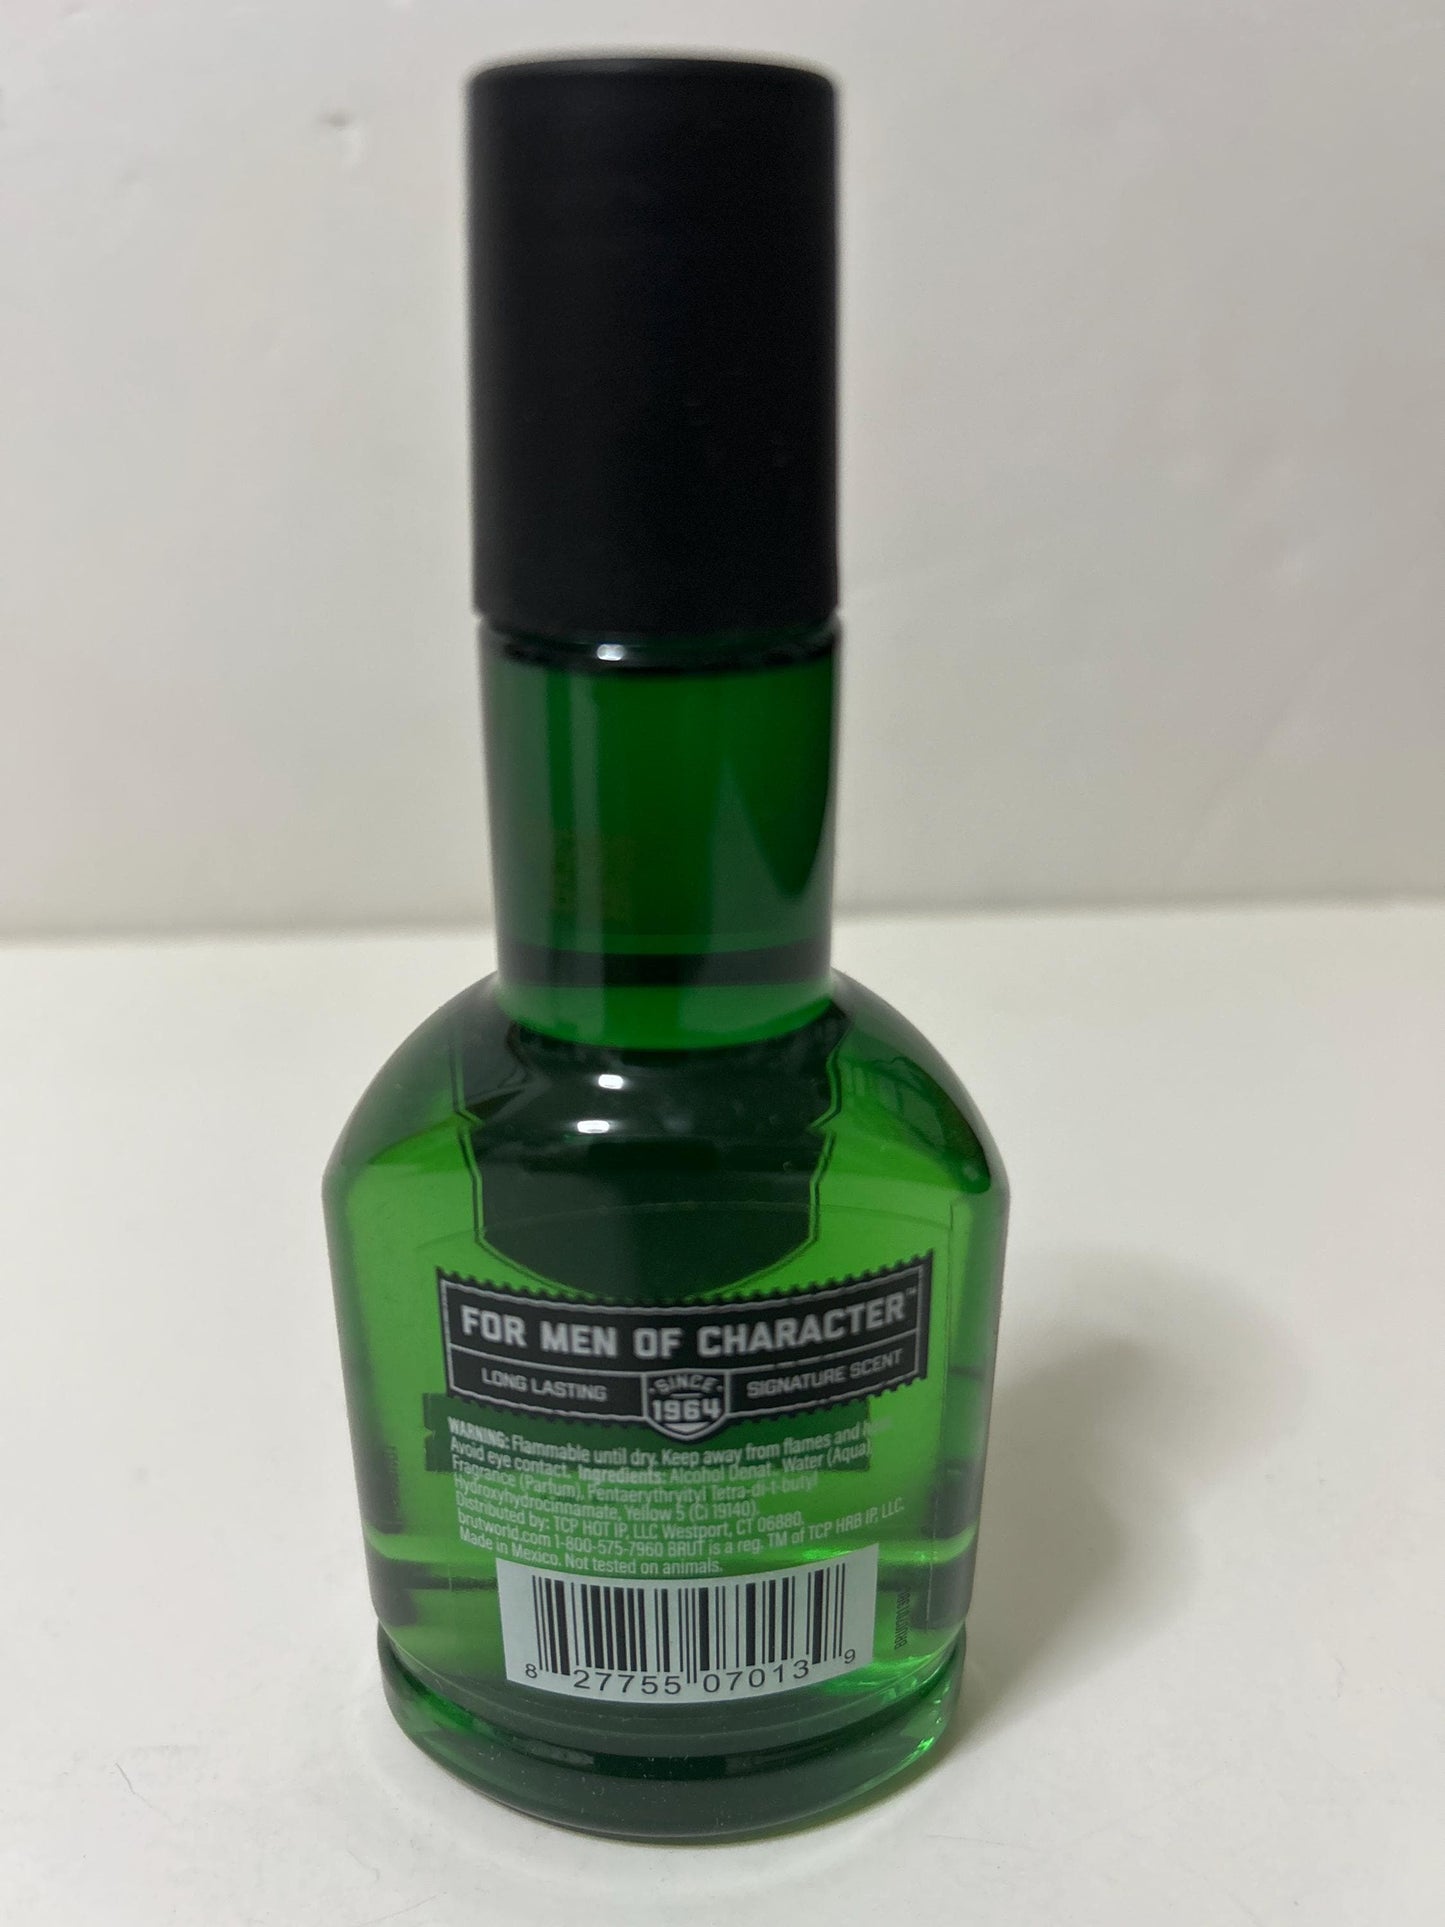 FOR MEN OF CHARACTER™
LONG LASTING
·SINCE·
1964
SIGNATURE SCENT
WARNING: Flammable until dry. Keep away from flames and
Avoid eye contact. Ingredients: Alcohol Denat., Water (Aqua),
Fragrance (Parfum), Pentaerythrityl Tetra-di-t-butyl
Hydroxyhydrocinnamate, Yellow 5 (CI 19140).
Distributed by: TCP HOT IP, LLC Westport, CT 06880.
brutworld.com 1-800-575-7960 BRUT is a reg. TM of TCP HRB IP, LLC.
Made in Mexico. Not tested on animals.
8 27755 07013 9